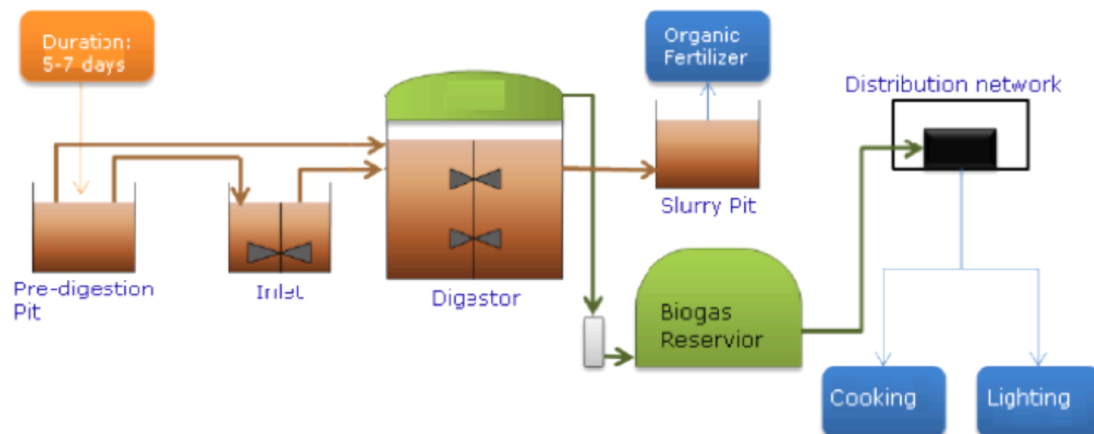 Duration:
5-7 days
Organic
Fertilizer
Distribution network
Pre-digestion
Pit
Inlet
Digestor
Slurry Pit
Biogas
Reservior
Cooking
Lighting